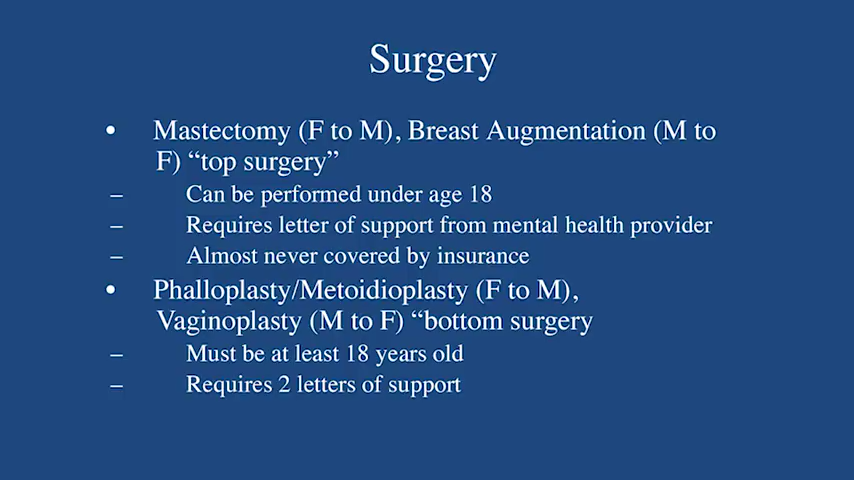 Surgery
• Mastectomy (F to M), Breast Augmentation (M to
F) “top surgery”
– Can be performed under age 18
– Requires letter of support from mental health provider
– Almost never covered by insurance
• Phalloplasty/Metoidioplasty (F to M),
Vaginoplasty (M to F) “bottom surgery
– Must be at least 18 years old
– Requires 2 letters of support